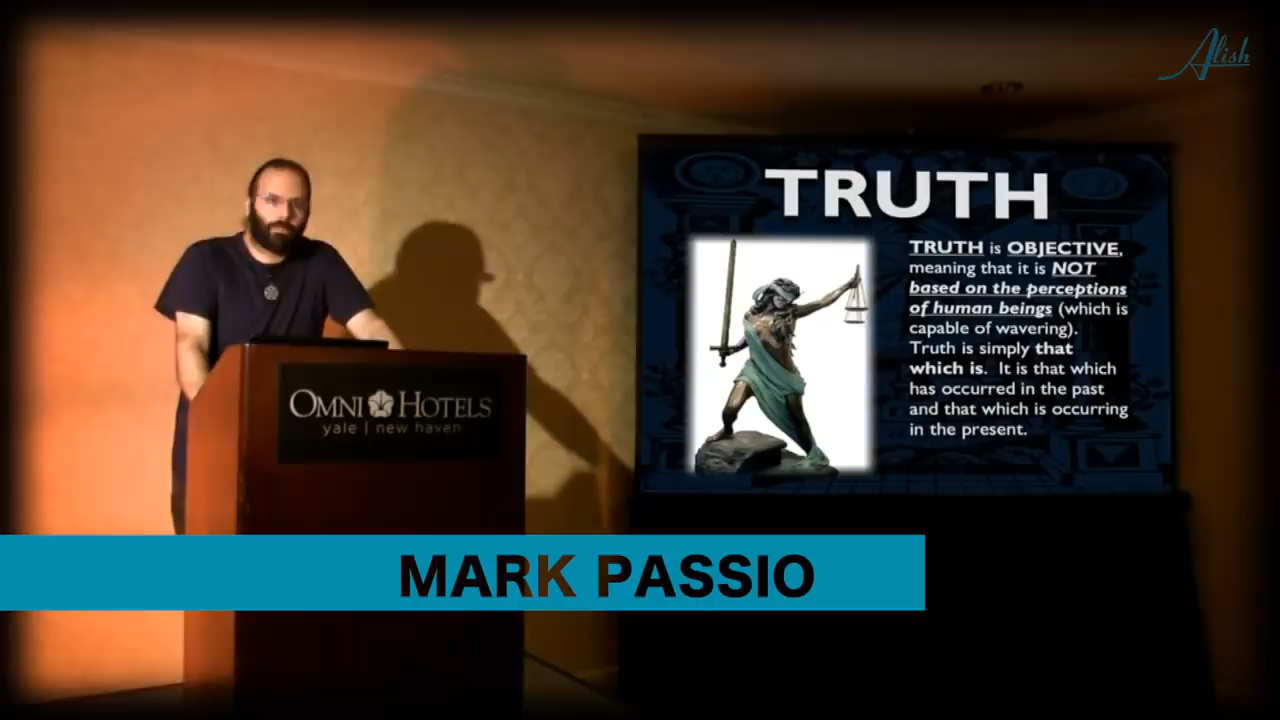 Alish
TRUTH
TRUTH is OBJECTIVE,
meaning that it is NOT
based on the perceptions
of human beings (which is
capable of wavering).
Truth is simply that
which is. It is that which
has occurred in the past
and that which is occurring
in the present.
OMNI HOTELS
yale | new haven
MARK PASSIO